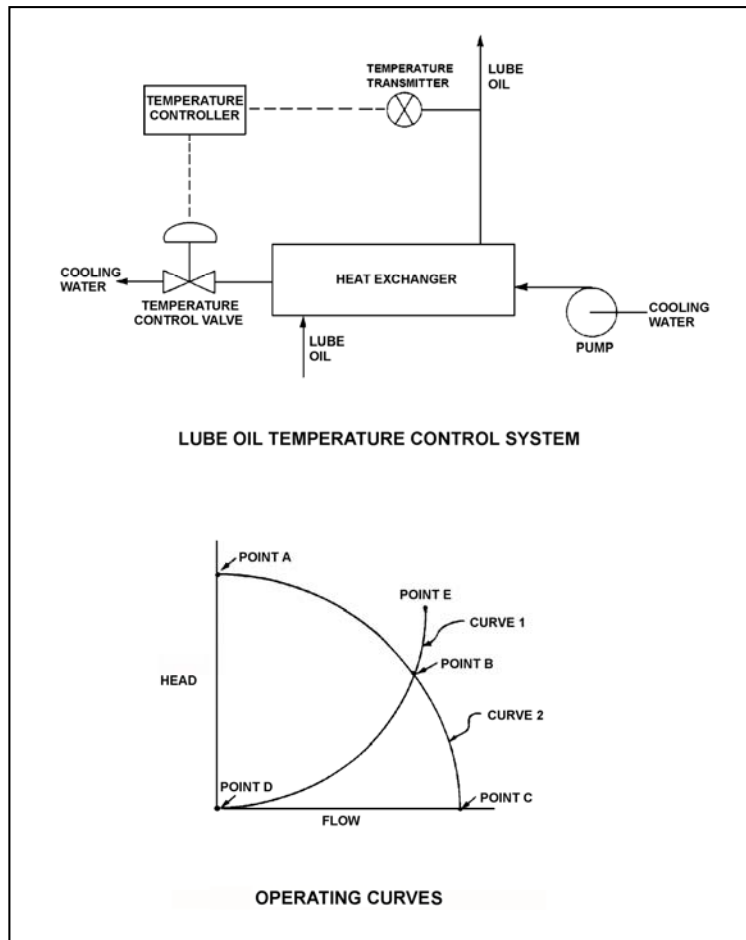 TEMPERATURE
TRANSMITTER
LUBE
OIL
TEMPERATURE
CONTROLLER
COOLING
WATER
TEMPERATURE
CONTROL VALVE
HEAT EXCHANGER
LUBE
OIL
COOLING
WATER
PUMP
LUBE OIL TEMPERATURE CONTROL SYSTEM
POINT A
POINT E
CURVE 1
POINT B
HEAD
CURVE 2
POINT D
POINT C
FLOW
OPERATING CURVES